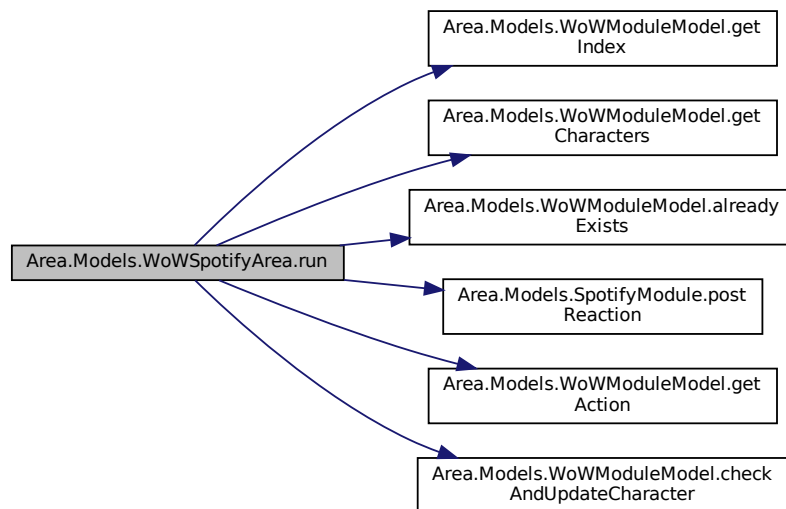 Area.Models.WoWModuleModel.get
Index
Area.Models.WoWModuleModel.get
Characters
Area.Models.WoWModuleModel.already
Exists
Area.Models.WoWSpotifyArea.run
Area.Models.SpotifyModule.post
Reaction
Area.Models.WoWModuleModel.get
Action
Area.Models.WoWModuleModel.check
AndUpdateCharacter